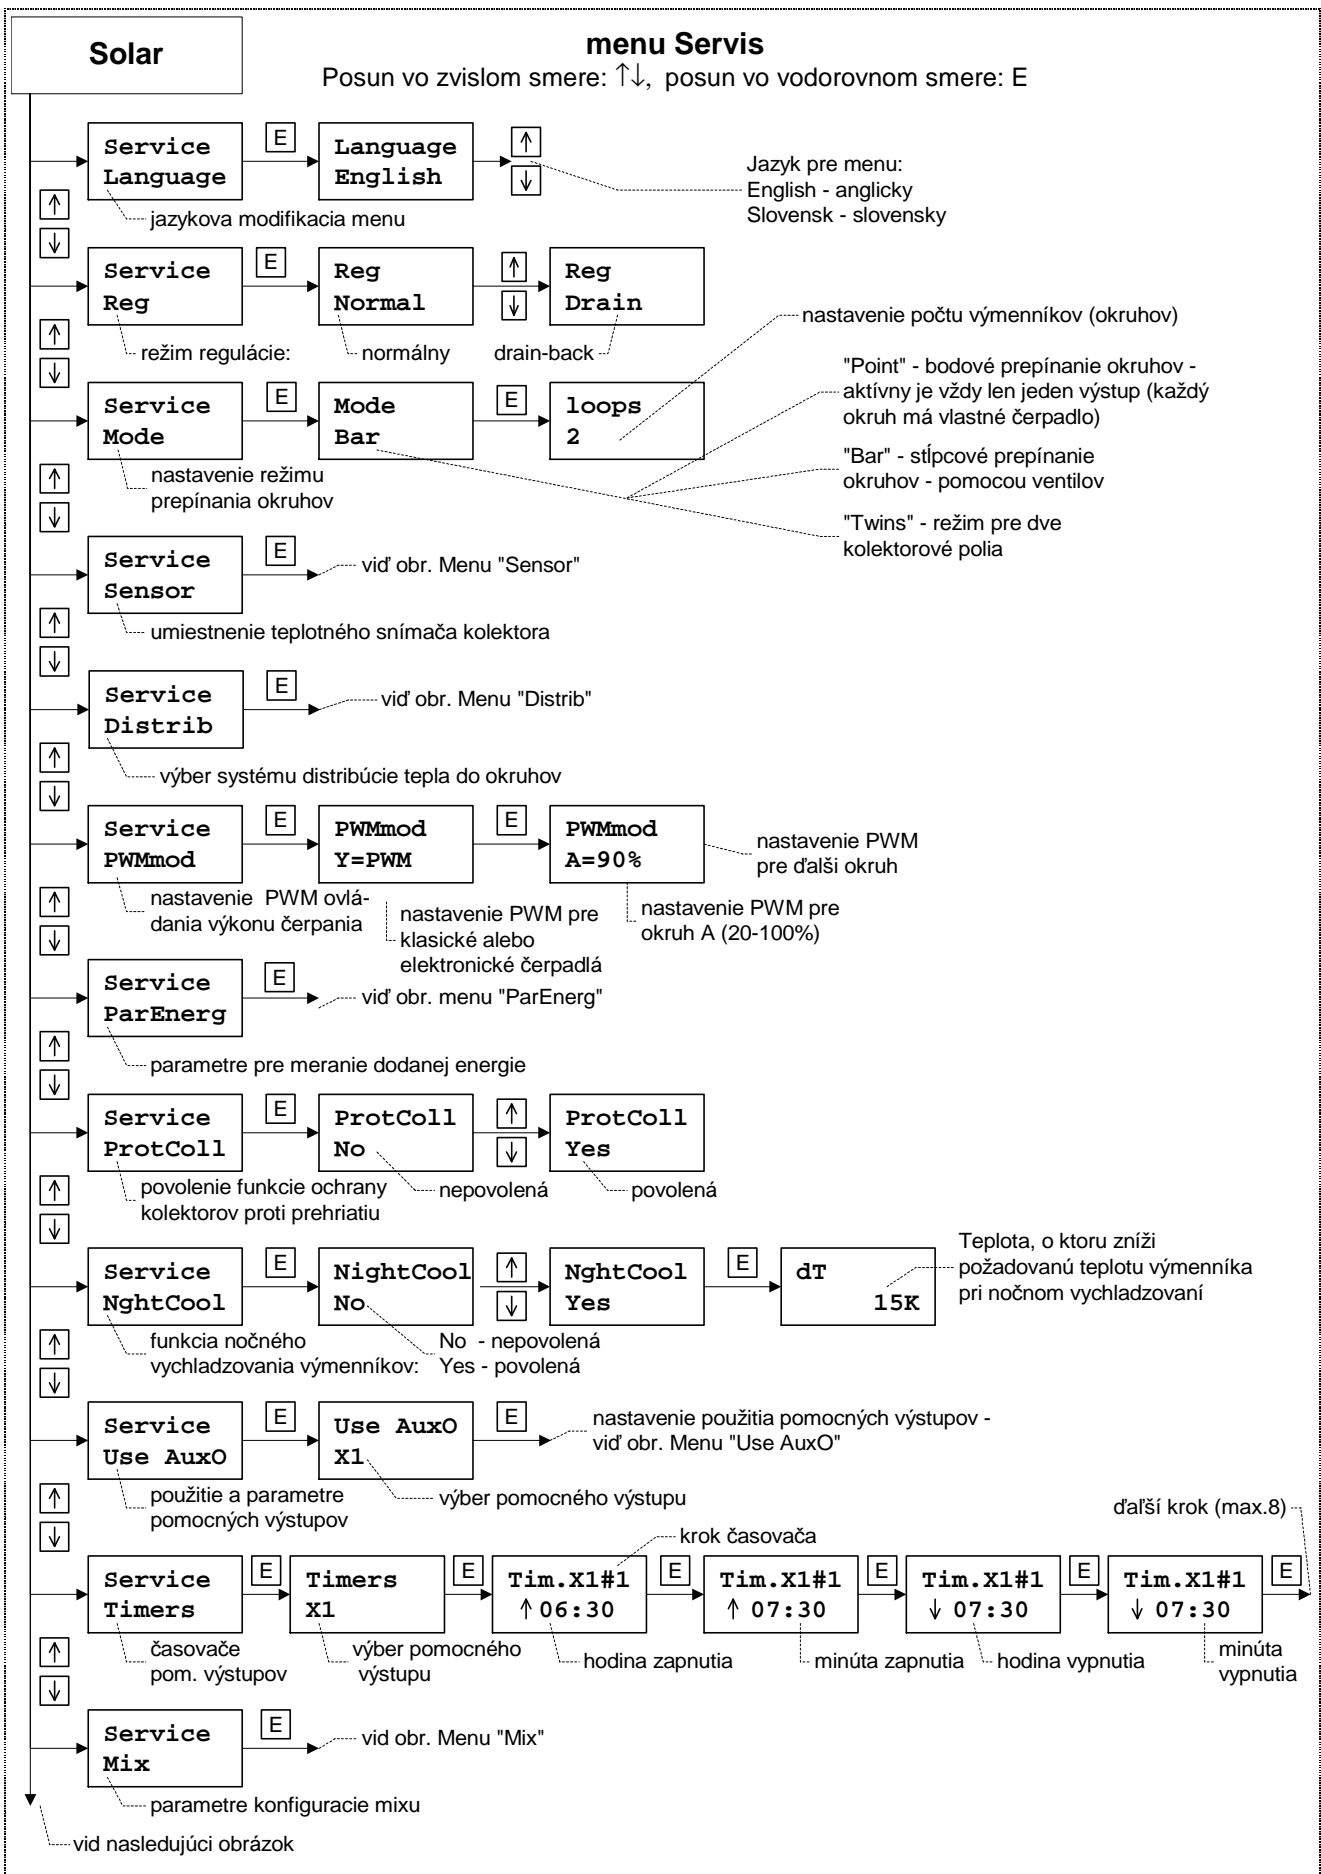 Solar
menu Servis
Posun vo zvislom smere: ↑↓, posun vo vodorovnom smere: E
Service
Language
E
Language
English
↑
↓
Jazyk pre menu:
English - anglicky
Slovensk - slovensky
jazykova modifikacia menu
↑
↓
Service
Reg
E
Reg
Normal
↑
↓
Reg
Drain
režim regulácie:
normálny
drain-back
nastavenie počtu výmenníkov (okruhov)
↑
↓
Service
Mode
E
Mode
Bar
E
loops
2
"Point" - bodové prepínanie okruhov -
aktívny je vždy len jeden výstup (každý
okruh má vlastné čerpadlo)
"Bar" - stĺpcové prepínanie
okruhov - pomocou ventilov
"Twins" - režim pre dve
kolektorové polia
nastavenie režimu
prepínania okruhov
↑
↓
Service
Sensor
E
viď obr. Menu "Sensor"
umiestnenie teplotného snímača kolektora
↑
↓
Service
Distrib
E
viď obr. Menu "Distrib"
výber systému distribúcie tepla do okruhov
↑
↓
Service
PWMmod
E
PWMmod
Y=PWM
E
PWMmod
A=90%
nastavenie PWM
pre ďalši okruh
nastavenie PWM ovlá-
dania výkonu čerpania
nastavenie PWM pre
klasické alebo
elektronické čerpadlá
nastavenie PWM pre
okruh A (20-100%)
↑
↓
Service
ParEnerg
E
viď obr. menu "ParEnerg"
parametre pre meranie dodanej energie
↑
↓
Service
ProtColl
E
ProtColl
No
↑
↓
ProtColl
Yes
povolenie funkcie ochrany
kolektorov proti prehriatiu
nepovolená
povolená
↑
↓
Service
NghtCool
E
NightCool
No
↑
↓
NghtCool
Yes
E
dT
15K
Teplota, o ktoru zníži
požadovanú teplotu výmenníka
pri nočnom vychladzovaní
funkcia nočného
vychladzovania výmenníkov:
No - nepovolená
Yes - povolená
↑
↓
Service
Use AuxO
E
Use AuxO
X1
E
nastavenie použitia pomocných výstupov -
viď obr. Menu "Use AuxO"
použitie a parametre
pomocných výstupov
výber pomocného výstupu
↑
↓
krok časovača
ďaľší krok (max.8)
Service
Timers
E
Timers
X1
E
Tim.X1#1
↑ 06:30
E
Tim.X1#1
↑ 07:30
E
Tim.X1#1
↓ 07:30
E
Tim.X1#1
↓ 07:30
E
časovače
pom. výstupov
výber pomocného
výstupu
hodina zapnutia
minúta zapnutia
hodina vypnutia
minúta
vypnutia
↑
↓
Service
Mix
E
vid obr. Menu "Mix"
parametre konfiguracie mixu
vid nasledujúci obrázok